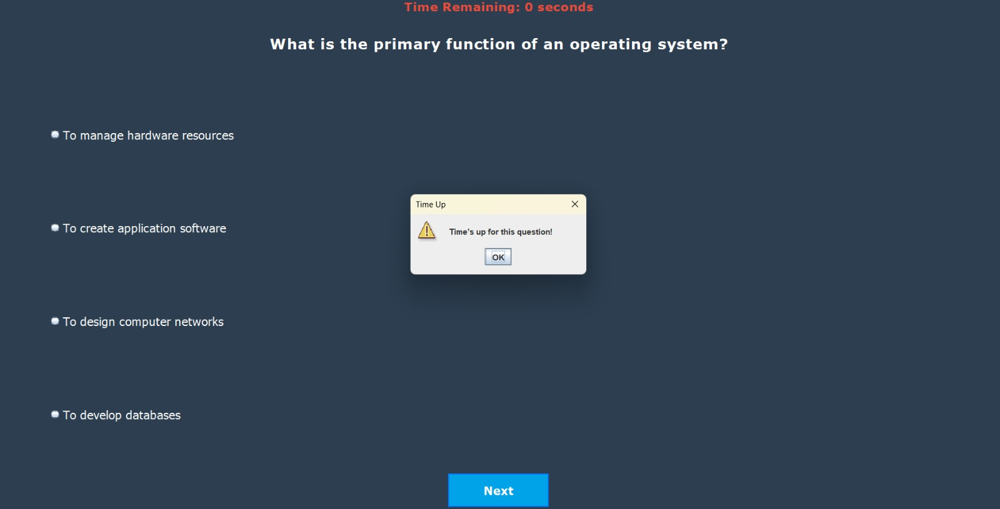 Time Remaining: 0 seconds
What is the primary function of an operating system?
To manage hardware resources
To create application software
Time Up
Time's up for this question!
OK
To design computer networks
To develop databases
Next